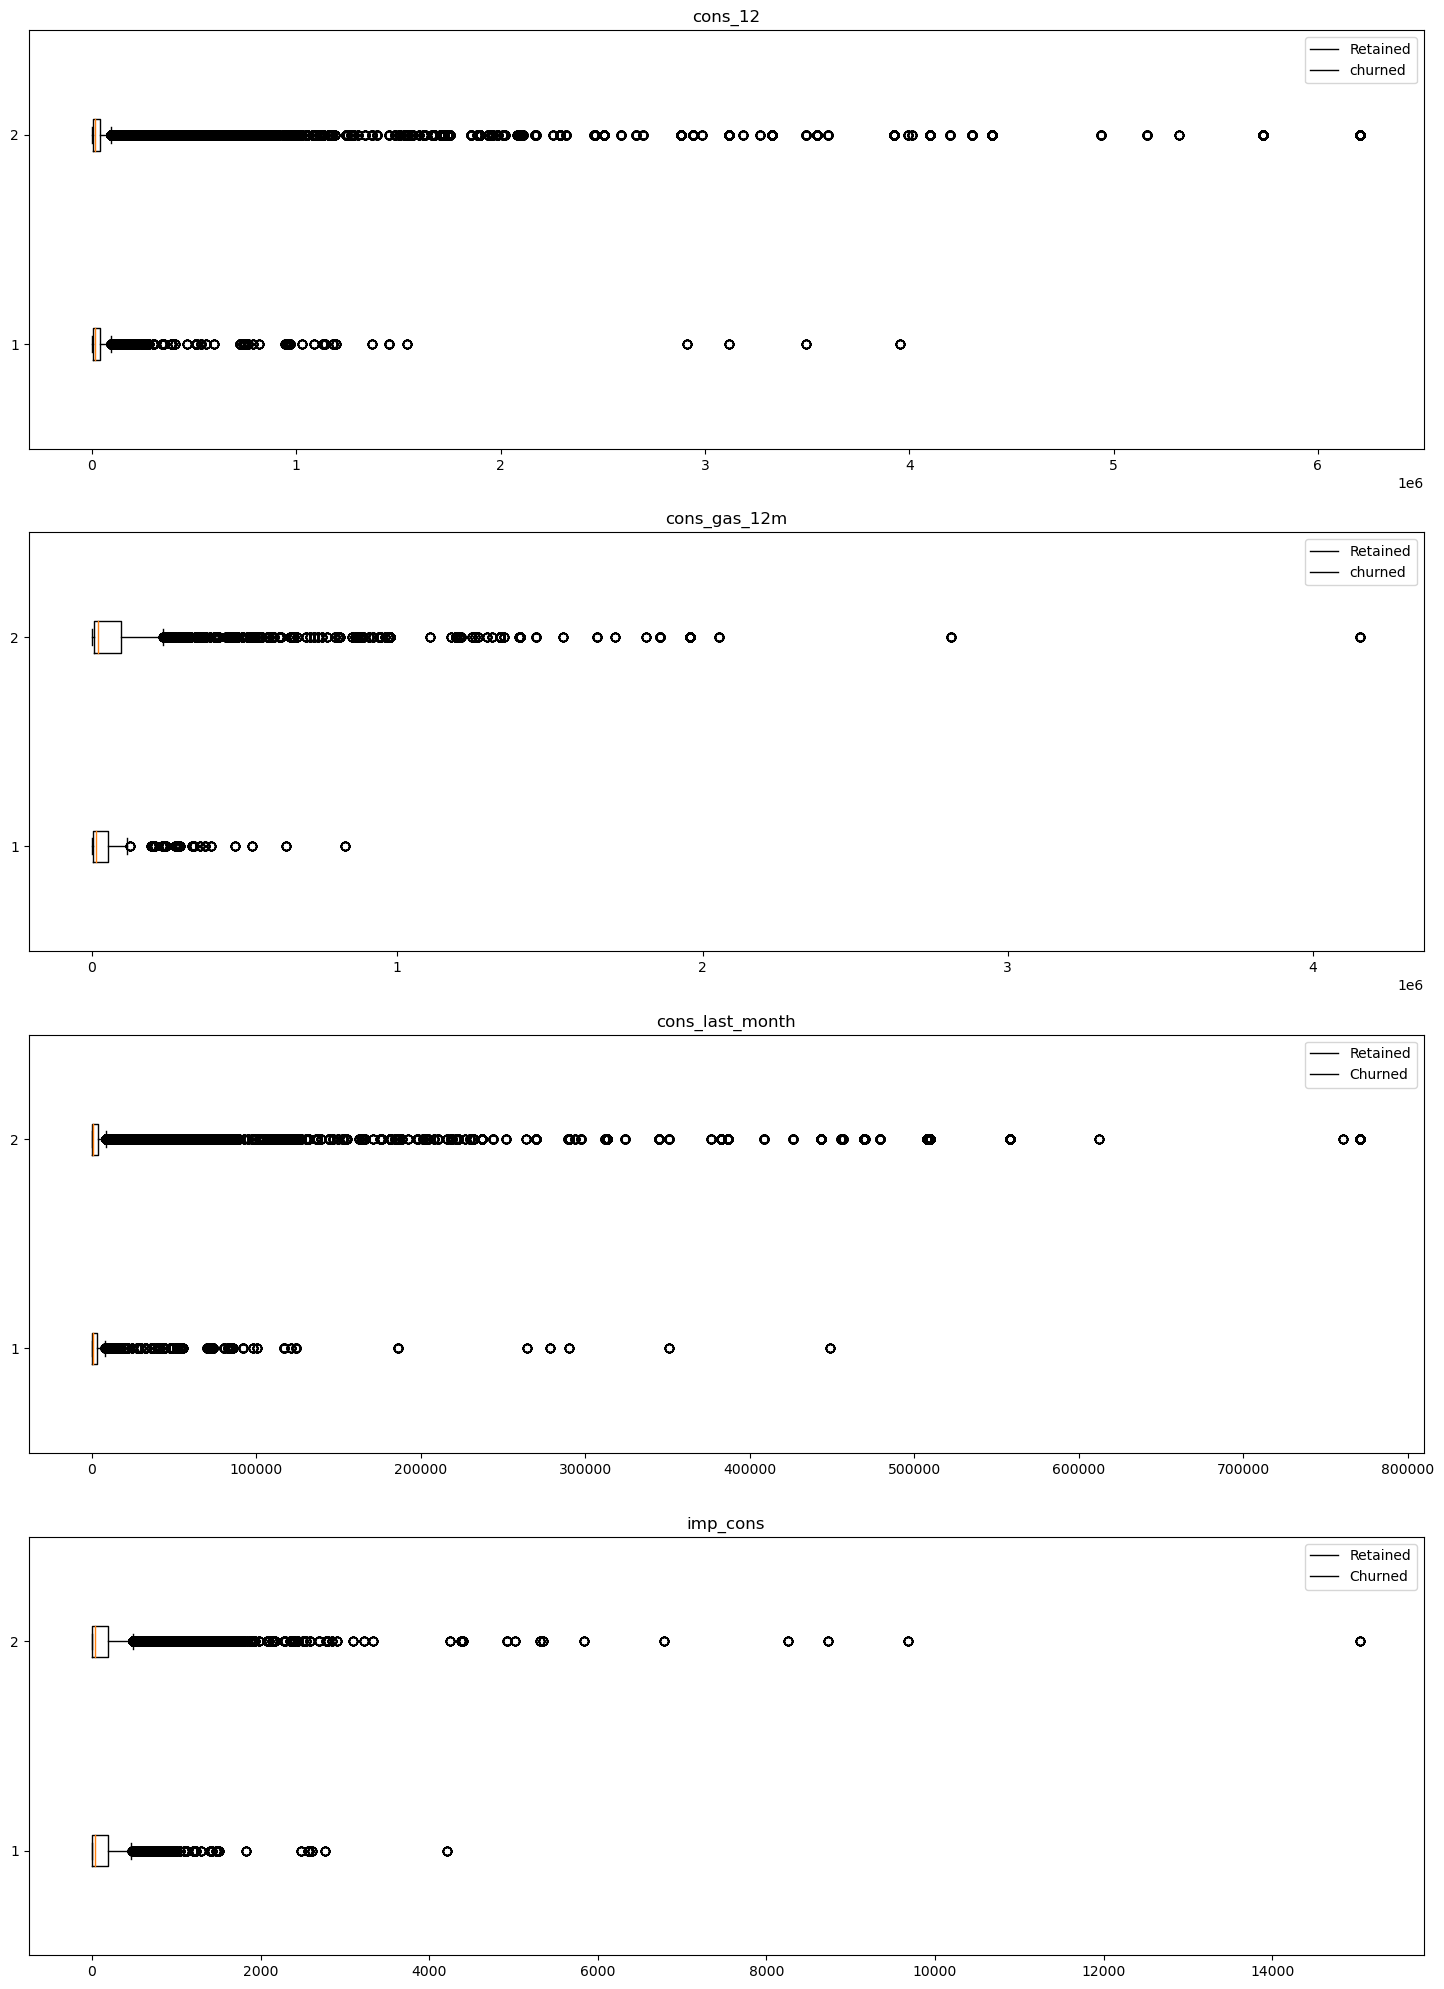 cons_12
Retained
churned
2
1
0 1 2 3 4 5 6
1e6
cons_gas_12m
Retained
churned
2
1
0 1 2 3 4
1e6
cons_last_month
Retained
Churned
2
1
0 100000 200000 300000 400000 500000 600000 700000 800000
imp_cons
Retained
Churned
2
1
0 2000 4000 6000 8000 10000 12000 14000